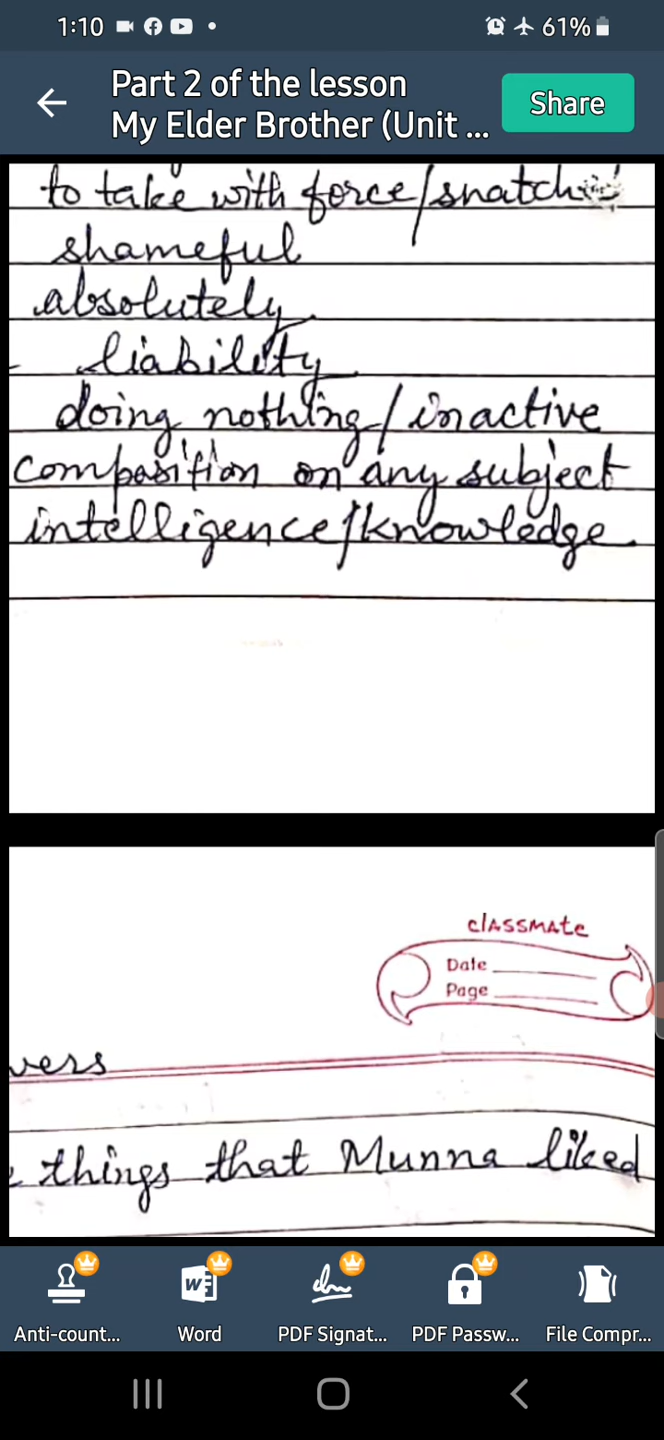 1:10 61%
Part 2 of the lesson
My Elder Brother (Unit ...
Share
to take with force/snatch
shameful
absolutely
liability
doing nothing/inactive
composition on any subject
intelligence/knowledge.
classmate
Date
Page
vers
things that Munna liked
Anti-count... Word PDF Signat... PDF Passw... File Compr...